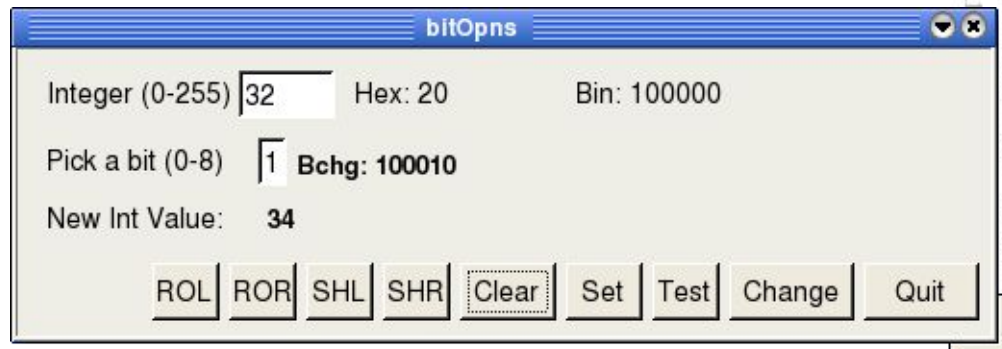 bitOpns
Integer (0-255) 32 Hex: 20 Bin: 100000
Pick a bit (0-8) 1 Bchg: 100010
New Int Value: 34
ROL ROR SHL SHR Clear Set Test Change Quit